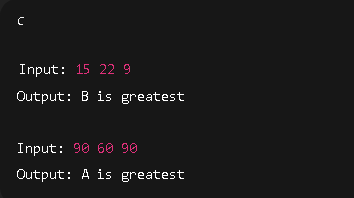 c
Input: 15 22 9
Output: B is greatest
Input: 90 60 90
Output: A is greatest